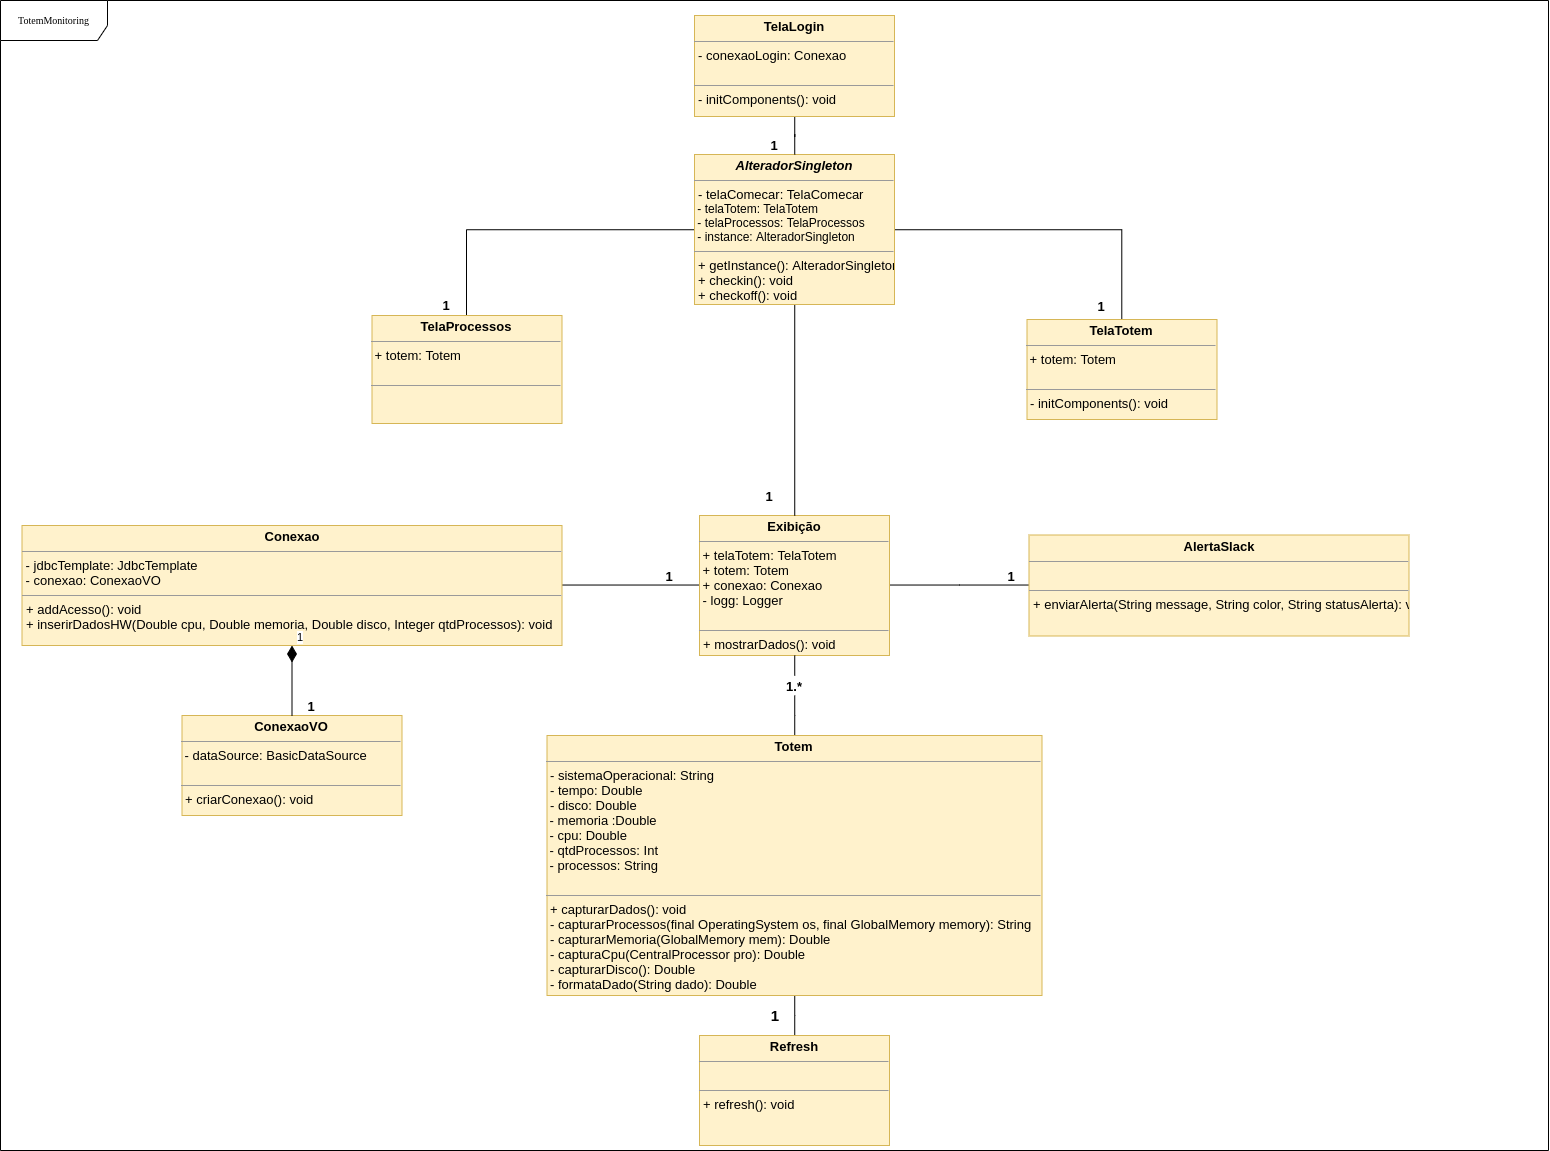 TotemMonitoring
TelaLogin
- conexaoLogin: Conexao
- initComponents(): void
1
AlteradorSingleton
- telaComecar: TelaComecar
- telaTotem: TelaTotem
- telaProcessos: TelaProcessos
- instance: AlteradorSingleton
+ getInstance(): AlteradorSingleton
+ checkin(): void
+ checkoff(): void
1
TelaProcessos
+ totem: Totem
1
TelaTotem
+ totem: Totem
- initComponents(): void
1
Conexao
- jdbcTemplate: JdbcTemplate
- conexao: ConexaoVO
+ addAcesso(): void
+ inserirDadosHW(Double cpu, Double memoria, Double disco, Integer qtdProcessos): void
1
1
Exibição
+ telaTotem: TelaTotem
+ totem: Totem
+ conexao: Conexao
- logg: Logger
+ mostrarDados(): void
1
AlertaSlack
+ enviarAlerta(String message, String color, String statusAlerta): v
1
ConexaoVO
- dataSource: BasicDataSource
+ criarConexao(): void
1.*
Totem
- sistemaOperacional: String
- tempo: Double
- disco: Double
- memoria :Double
- cpu: Double
- qtdProcessos: Int
- processos: String
+ capturarDados(): void
- capturarProcessos(final OperatingSystem os, final GlobalMemory memory): String
- capturarMemoria(GlobalMemory mem): Double
- capturaCpu(CentralProcessor pro): Double
- capturarDisco(): Double
- formataDado(String dado): Double
1
Refresh
+ refresh(): void